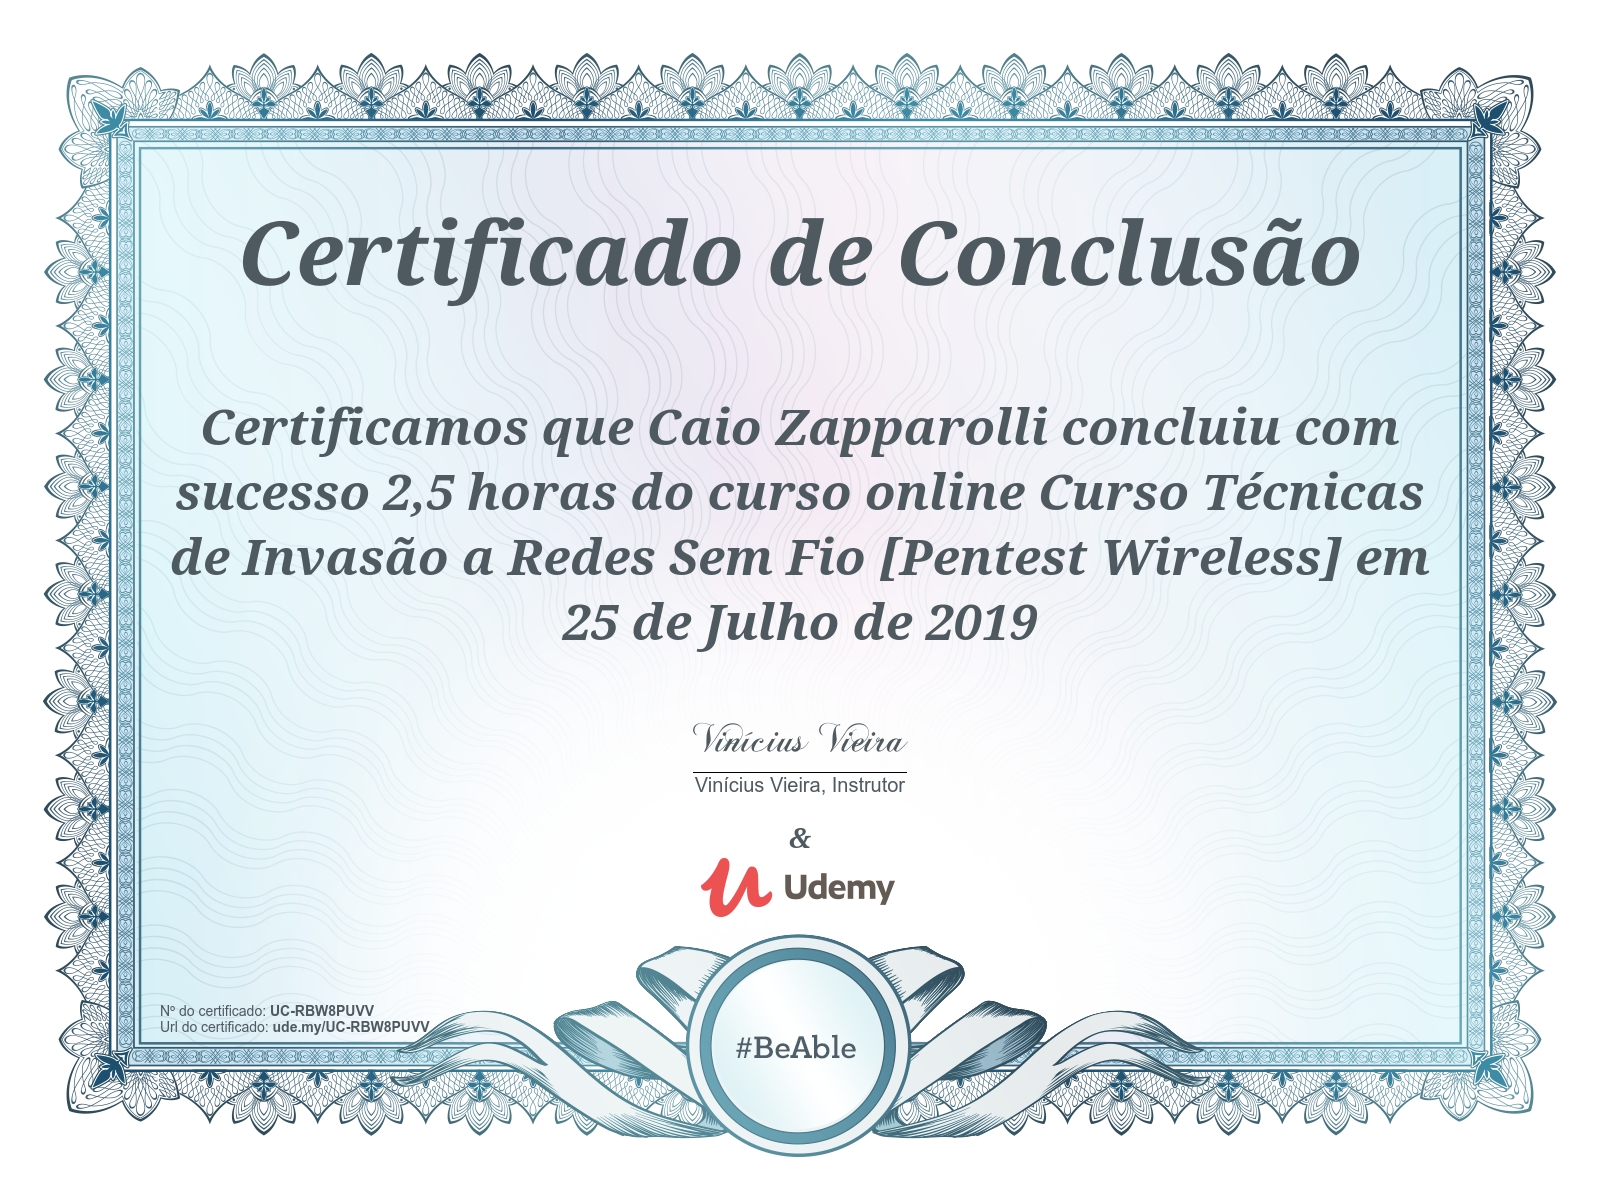 Certificado de Conclusão
Certificamos que Caio Zapparolli concluiu com
sucesso 2,5 horas do curso online Curso Técnicas
de Invasão a Redes Sem Fio [Pentest Wireless] em
25 de Julho de 2019
Vinícius Vieira
Vinícius Vieira, Instrutor
&
Udemy
Nº do certificado: UC-RBW8PUVV
Url do certificado: ude.my/UC-RBW8PUVV
#BeAble